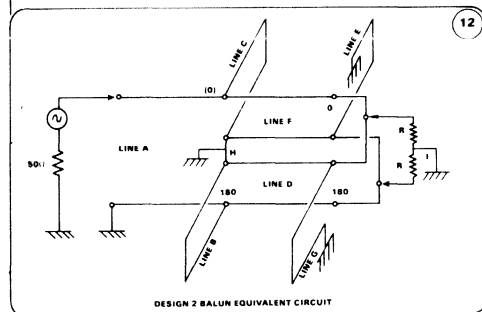 12
LINE C
LINE E
(0)
0
LINE F
LINE A
H
R
R
I
50Ω
LINE D
180
180
LINE B
LINE G
DESIGN 2 BALUN EQUIVALENT CIRCUIT